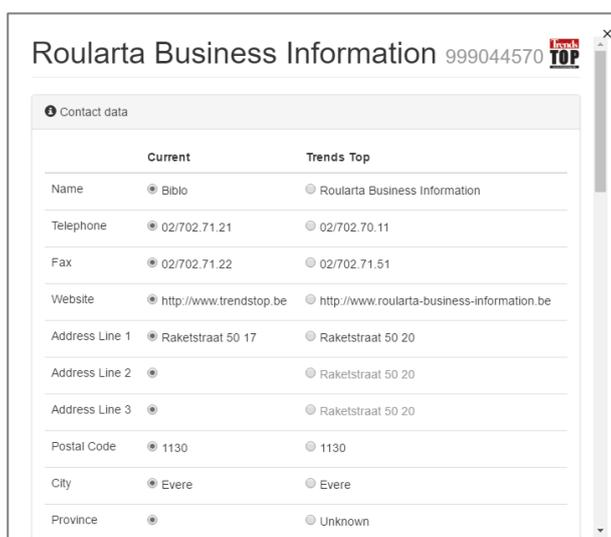 Roularta Business Information 999044570 Trends TOP
Contact data
Current Trends Top
Name Biblo Roularta Business Information
Telephone 02/702.71.21 02/702.70.11
Fax 02/702.71.22 02/702.71.51
Website http://www.trendstop.be http://www.roularta-business-information.be
Address Line 1 Raketstraat 50 17 Raketstraat 50 20
Address Line 2 Raketstraat 50 20
Address Line 3 Raketstraat 50 20
Postal Code 1130 1130
City Evere Evere
Province Unknown